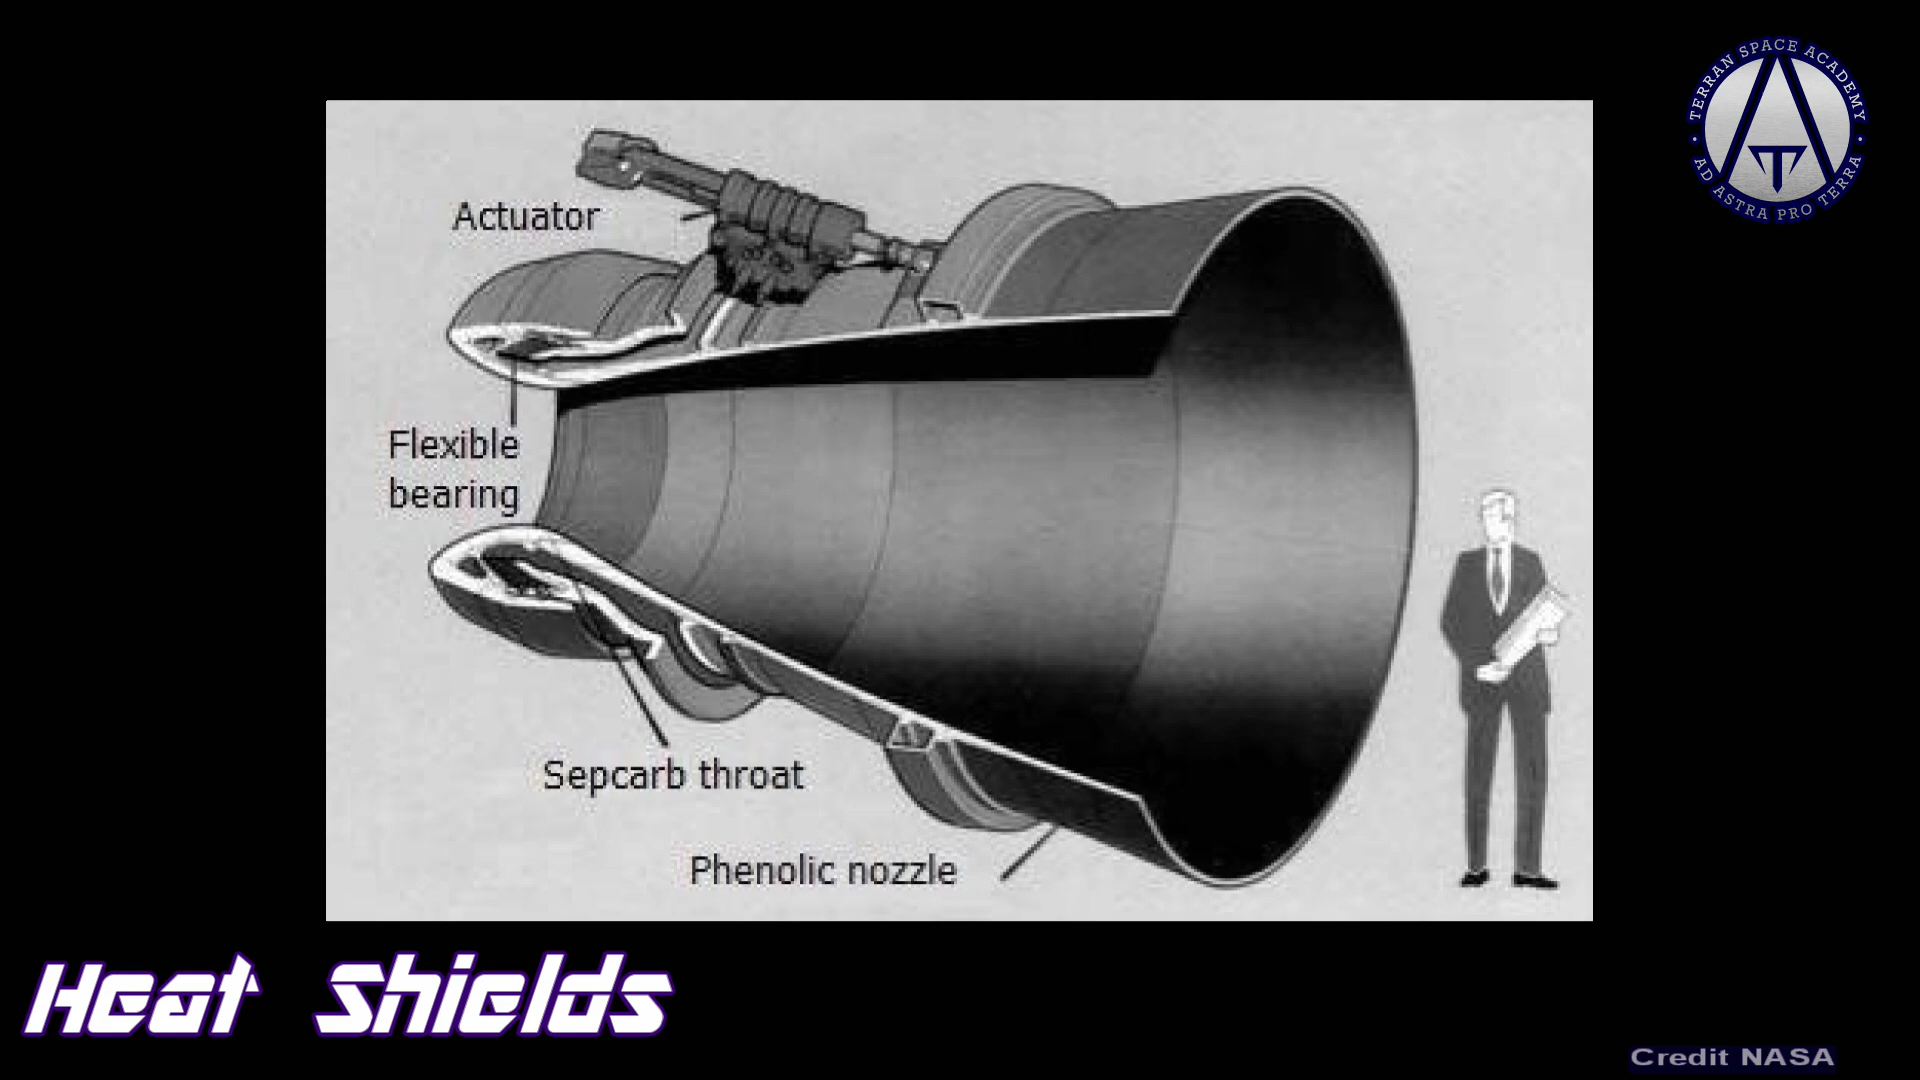 TERRAN SPACE ACADEMY
AD ASTRA PRO TERRA
Actuator
Flexible
bearing
Sepcarb throat
Phenolic nozzle
Heat Shields
Credit NASA